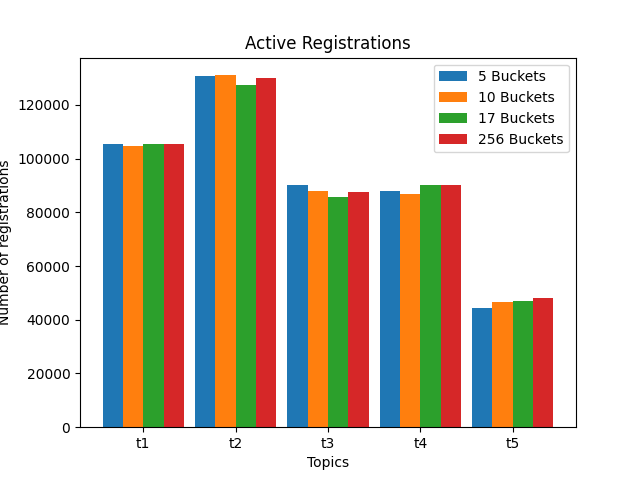 Active Registrations
5 Buckets
10 Buckets
17 Buckets
256 Buckets
120000
100000
80000
60000
40000
20000
0
Number of registrations
t1 t2 t3 t4 t5
Topics